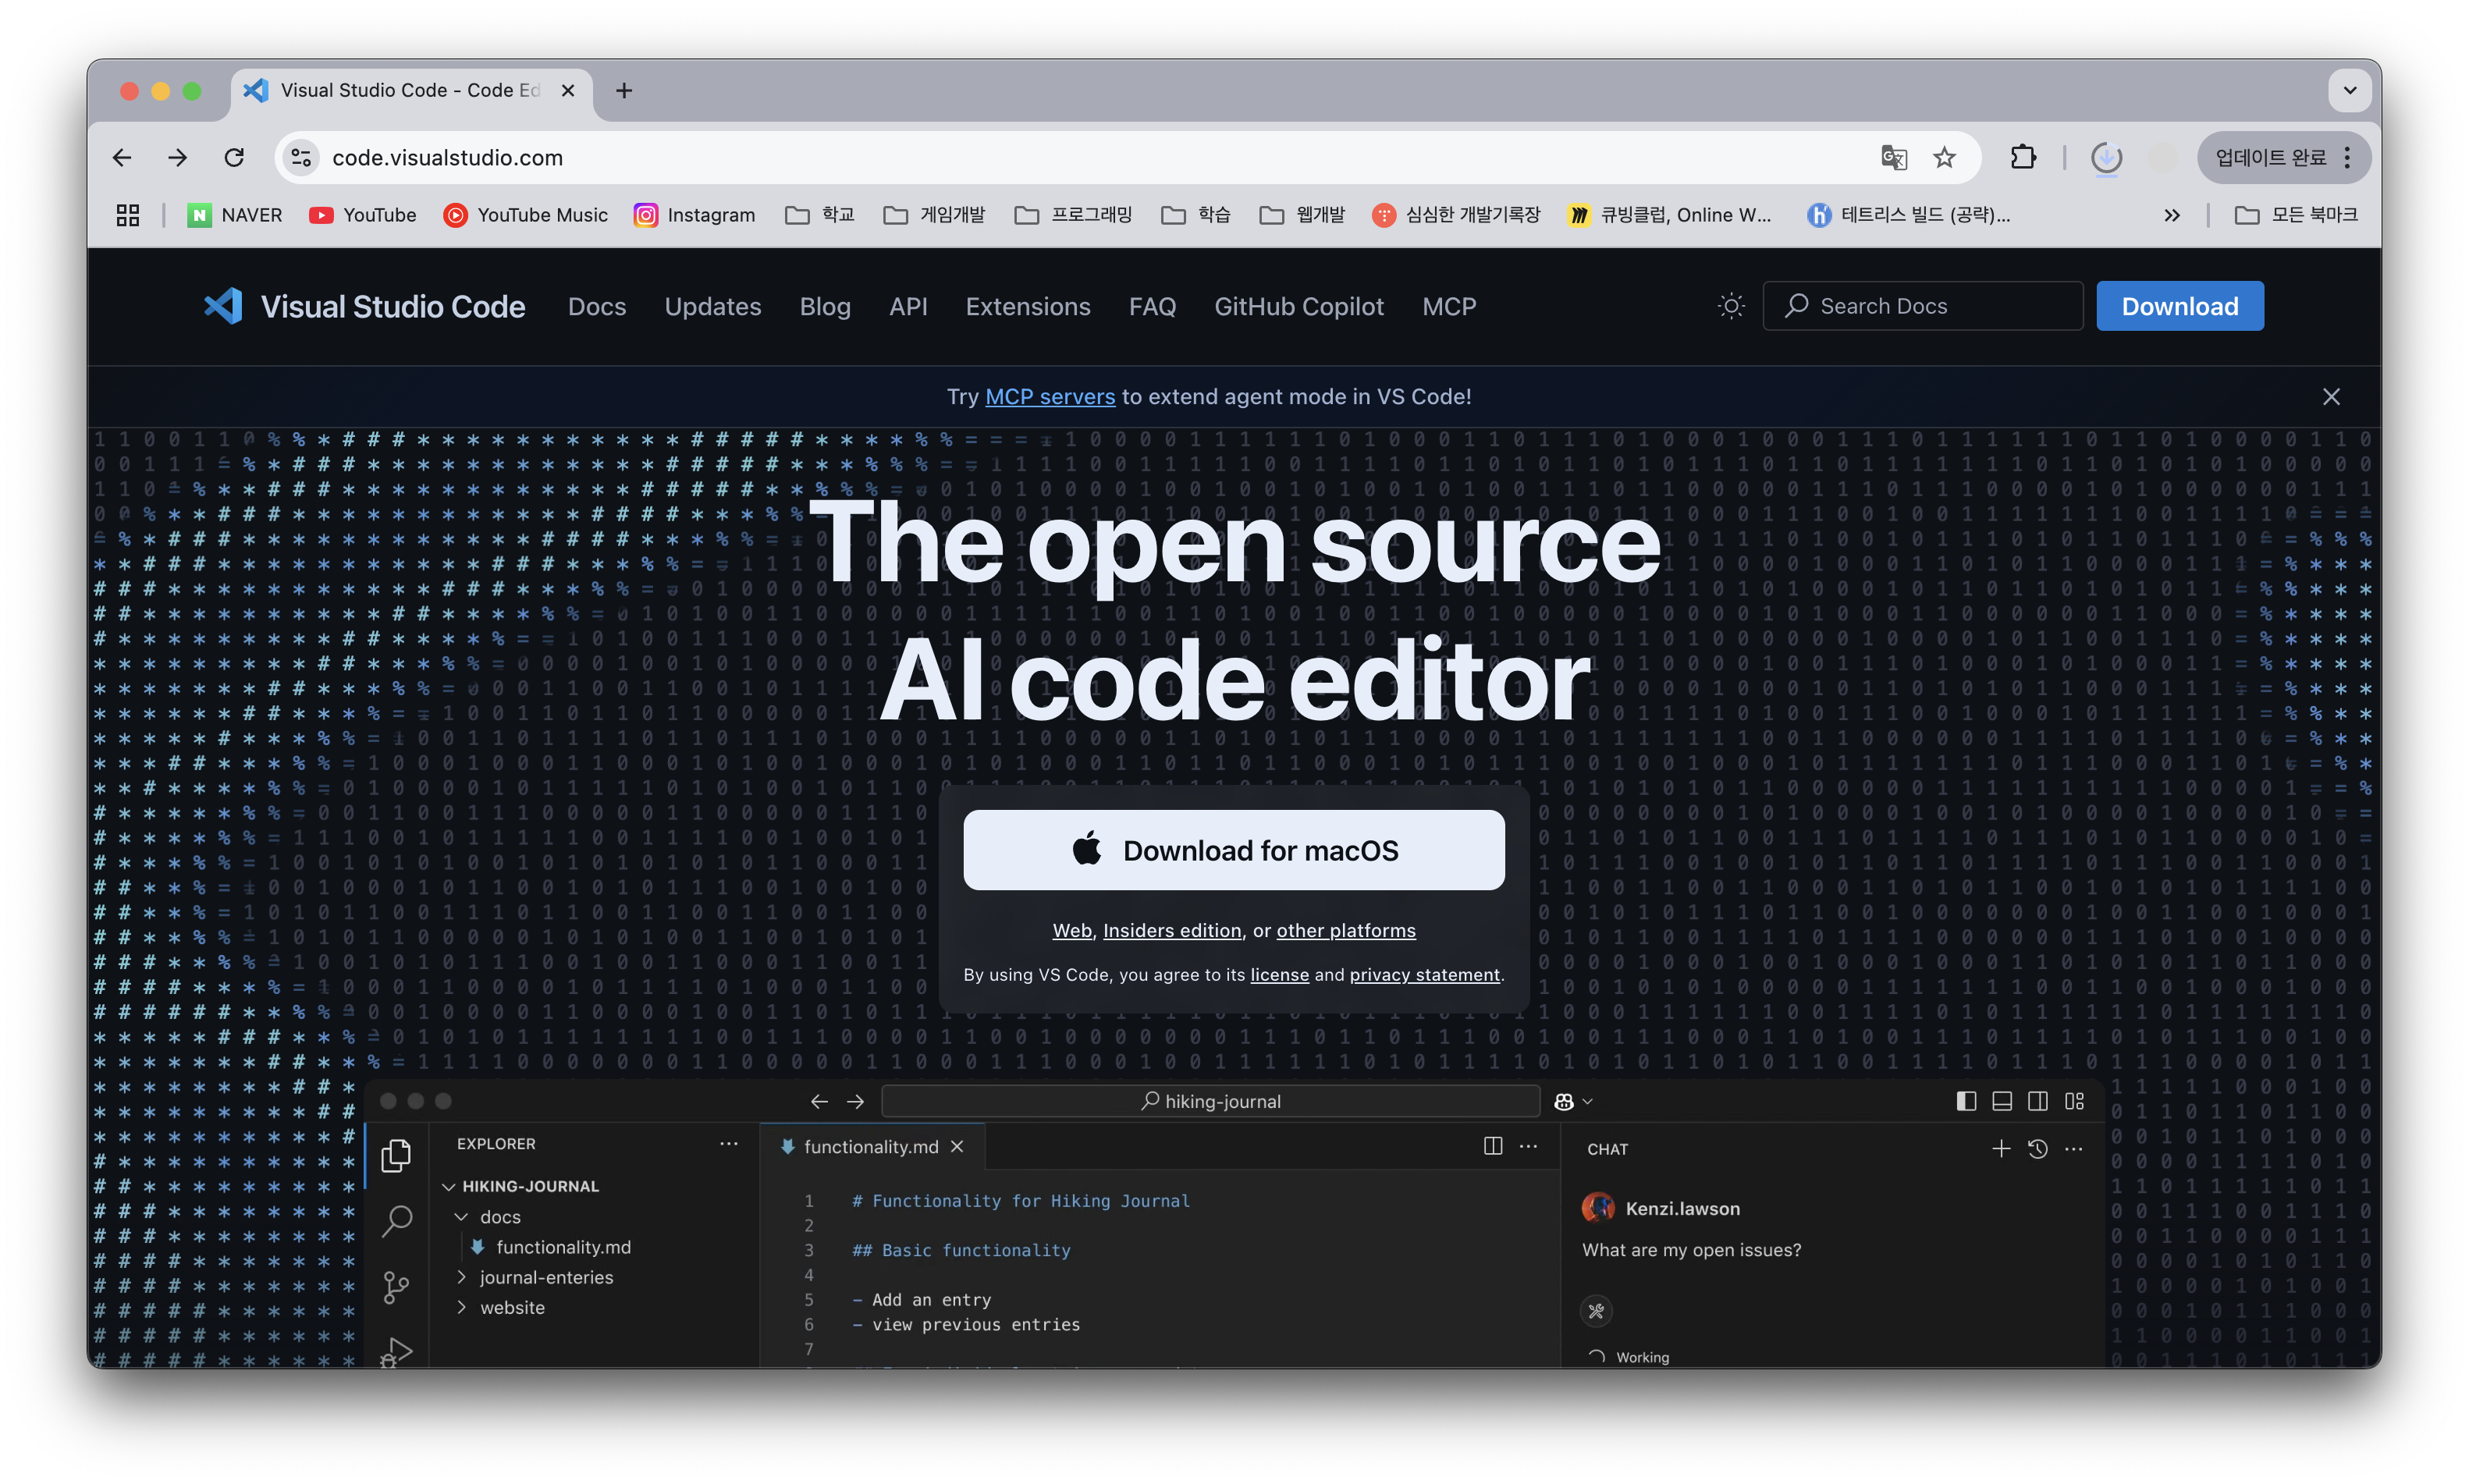 Visual Studio Code - Code Ed
code.visualstudio.com
업데이트 완료
NAVER YouTube YouTube Music Instagram 학교 게임개발 프로그래밍 학습 웹개발 심심한 개발기록장 큐빙클럽, Online W... 테트리스 빌드 (공략)... 모든 북마크
Visual Studio Code Docs Updates Blog API Extensions FAQ GitHub Copilot MCP Search Docs Download
Try MCP servers to extend agent mode in VS Code!
The open source
AI code editor
Download for macOS
Web, Insiders edition, or other platforms
By using VS Code, you agree to its license and privacy statement.
hiking-journal
EXPLORER
HIKING-JOURNAL
docs
functionality.md
journal-enteries
website
functionality.md
1 # Functionality for Hiking Journal
2
3 ## Basic functionality
4
5 - Add an entry
6 - view previous entries
7
CHAT
Kenzi.lawson
What are my open issues?
Working